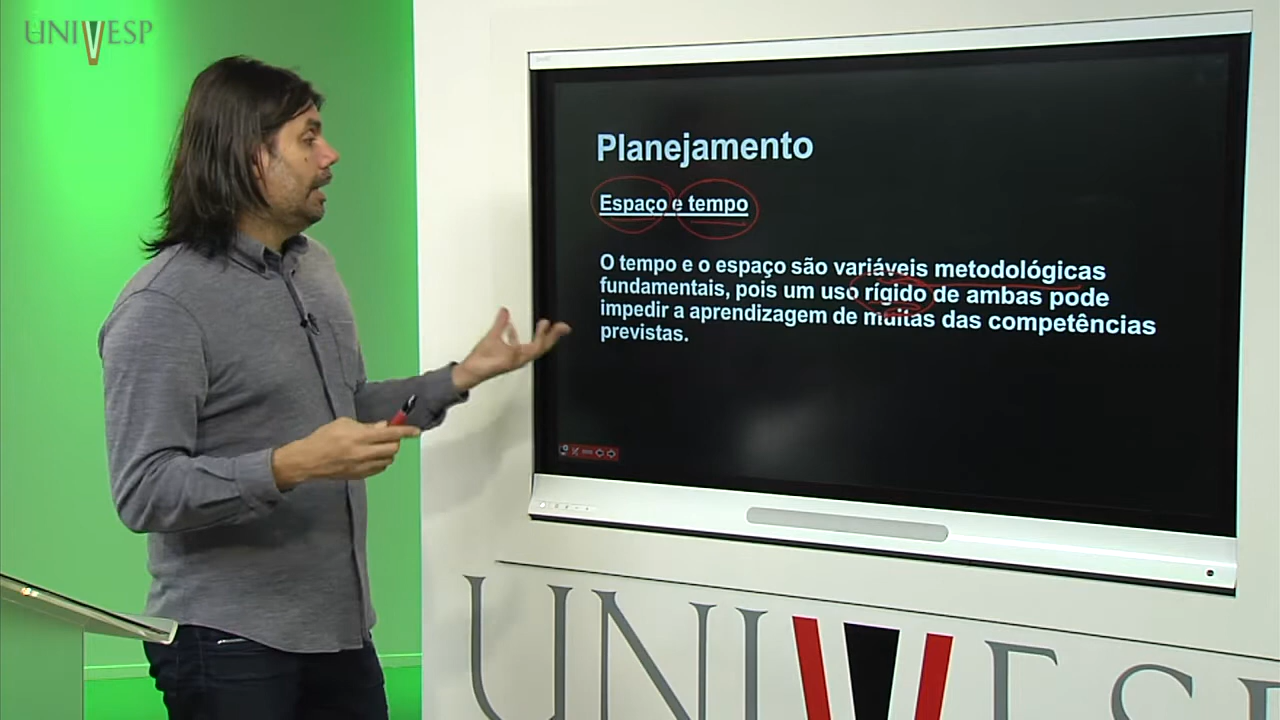 UNIVESP
Planejamento
Espaço e tempo
O tempo e o espaço são variáveis metodológicas
fundamentais, pois um uso rígido de ambas pode
impedir a aprendizagem de muitas das competências
previstas.
UNIVESP